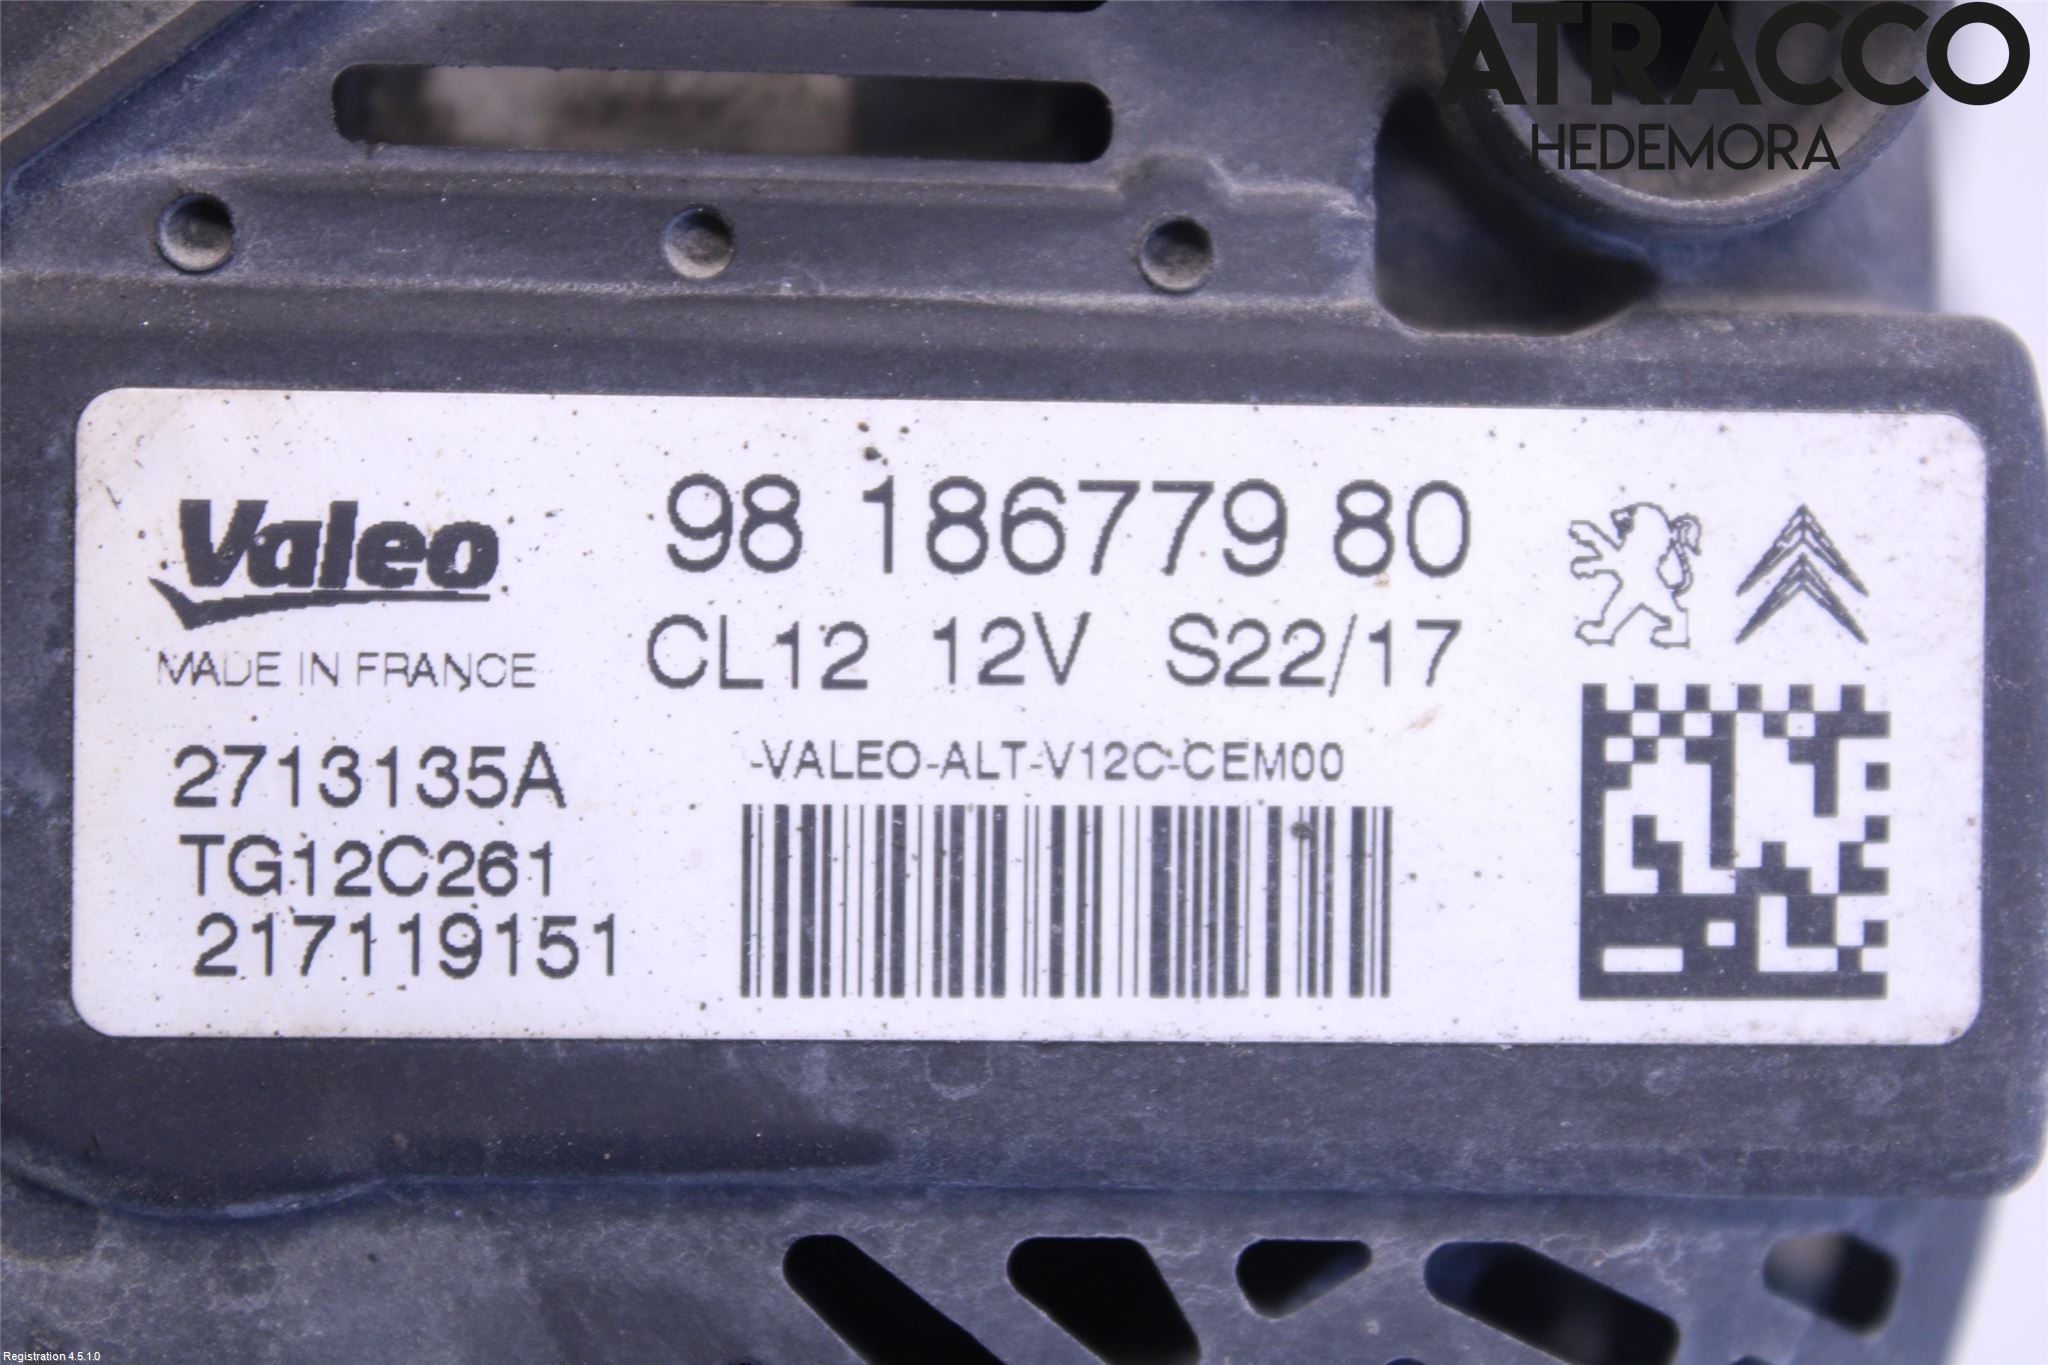 ATRACCO
HEDEMORA
Valeo
MADE IN FRANCE
98 186779 80
CL12 12V S22/17
2713135A
TG12C261
217119151
-VALEO-ALT-V12C-CEM00
Registration 4.5.1.0